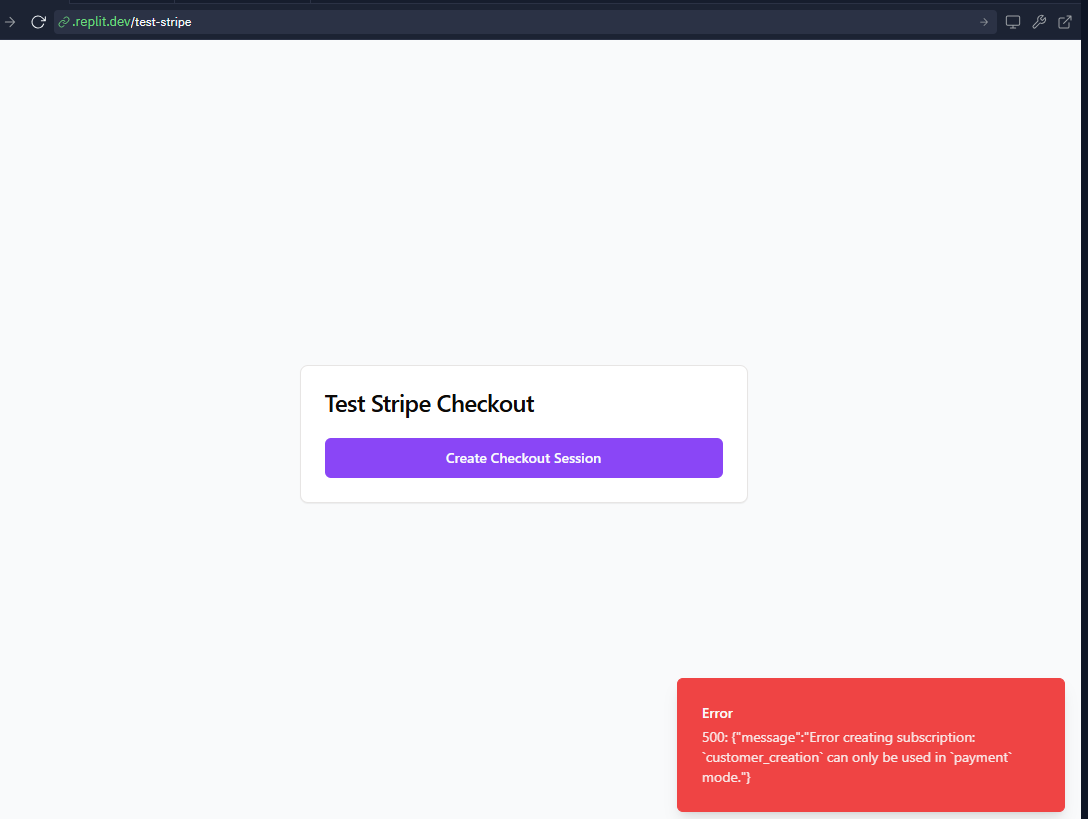 .replit.dev/test-stripe
Test Stripe Checkout
Create Checkout Session
Error
500: {"message":"Error creating subscription:
`customer_creation` can only be used in `payment`
mode."}